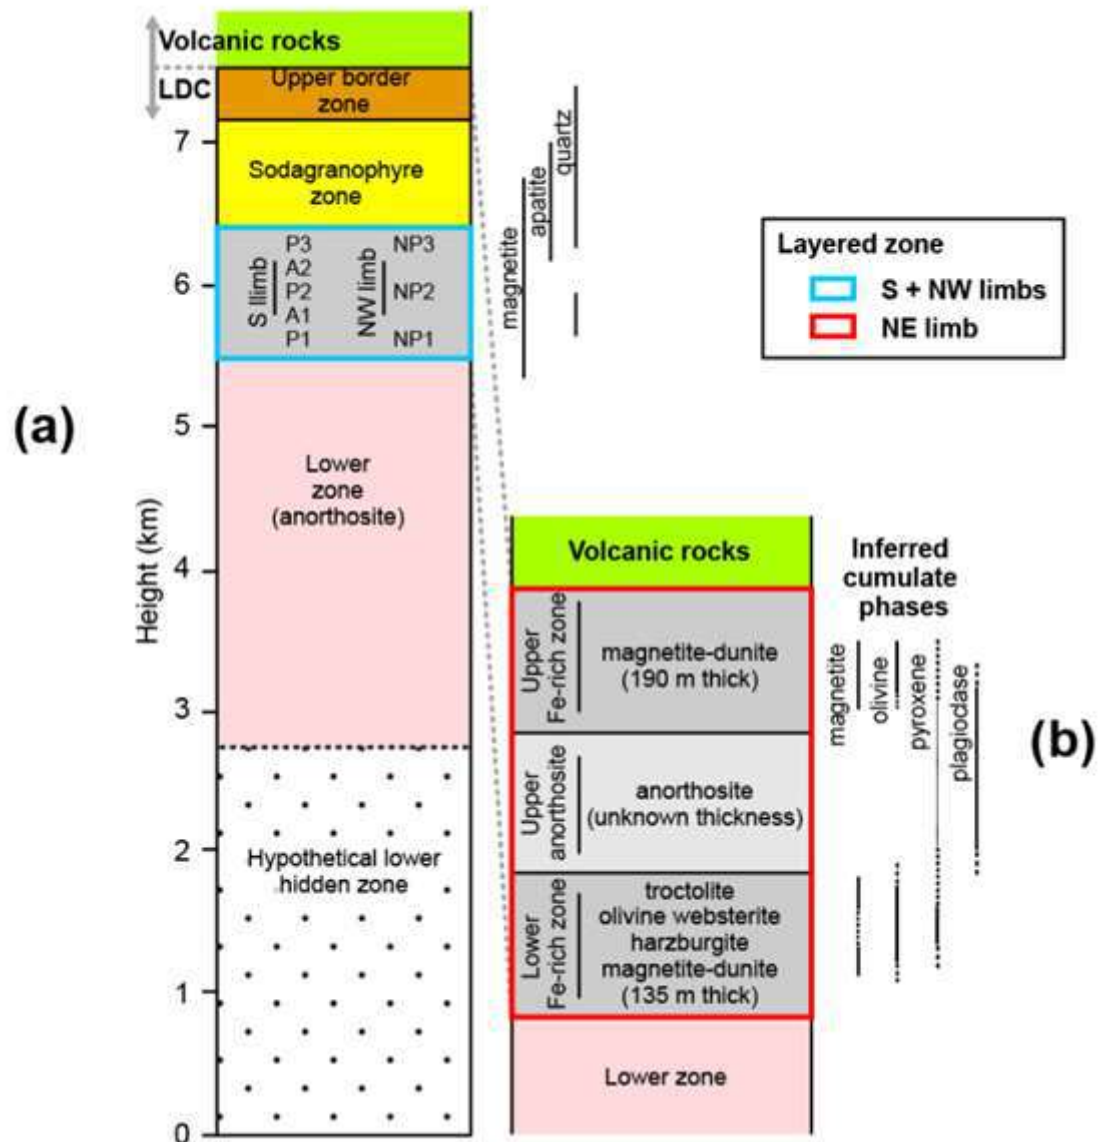 Volcanic rocks
LDC
Upper border
zone
7
Sodagranophyre
zone
6
S llimb
P3
A2
P2
A1
P1
NW limb
NP3
NP2
NP1
magnetite
apatite
quartz
Layered zone
S + NW limbs
NE limb
(a)
5
Height (km)
Lower
zone
(anorthosite)
4
3
2
Hypothetical lower
hidden zone
1
0
Volcanic rocks
Upper
Fe-rich zone
magnetite-dunite
(190 m thick)
Upper
anorthosite
anorthosite
(unknown thickness)
Lower
Fe-rich zone
troctolite
olivine websterite
harzburgite
magnetite-dunite
(135 m thick)
Lower zone
Inferred
cumulate
phases
magnetite
olivine
pyroxene
plagiodase
(b)